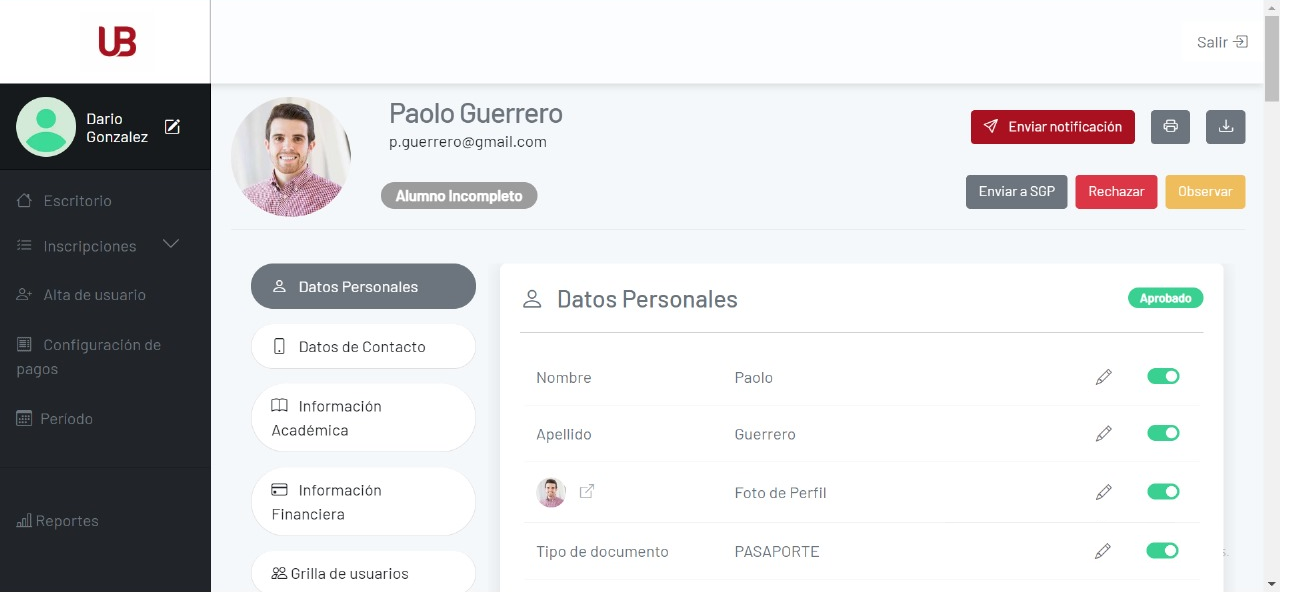 UB
Salir
Dario
Gonzalez
Escritorio
Inscripciones
Alta de usuario
Configuración de
pagos
Período
Reportes
Paolo Guerrero
p.guerrero@gmail.com
Alumno Incompleto
Enviar notificación
Enviar a SGP
Rechazar
Observar
Datos Personales
Datos de Contacto
Información
Académica
Información
Financiera
Grilla de usuarios
Datos Personales
Aprobado
Nombre Paolo
Apellido Guerrero
Foto de Perfil
Tipo de documento PASAPORTE